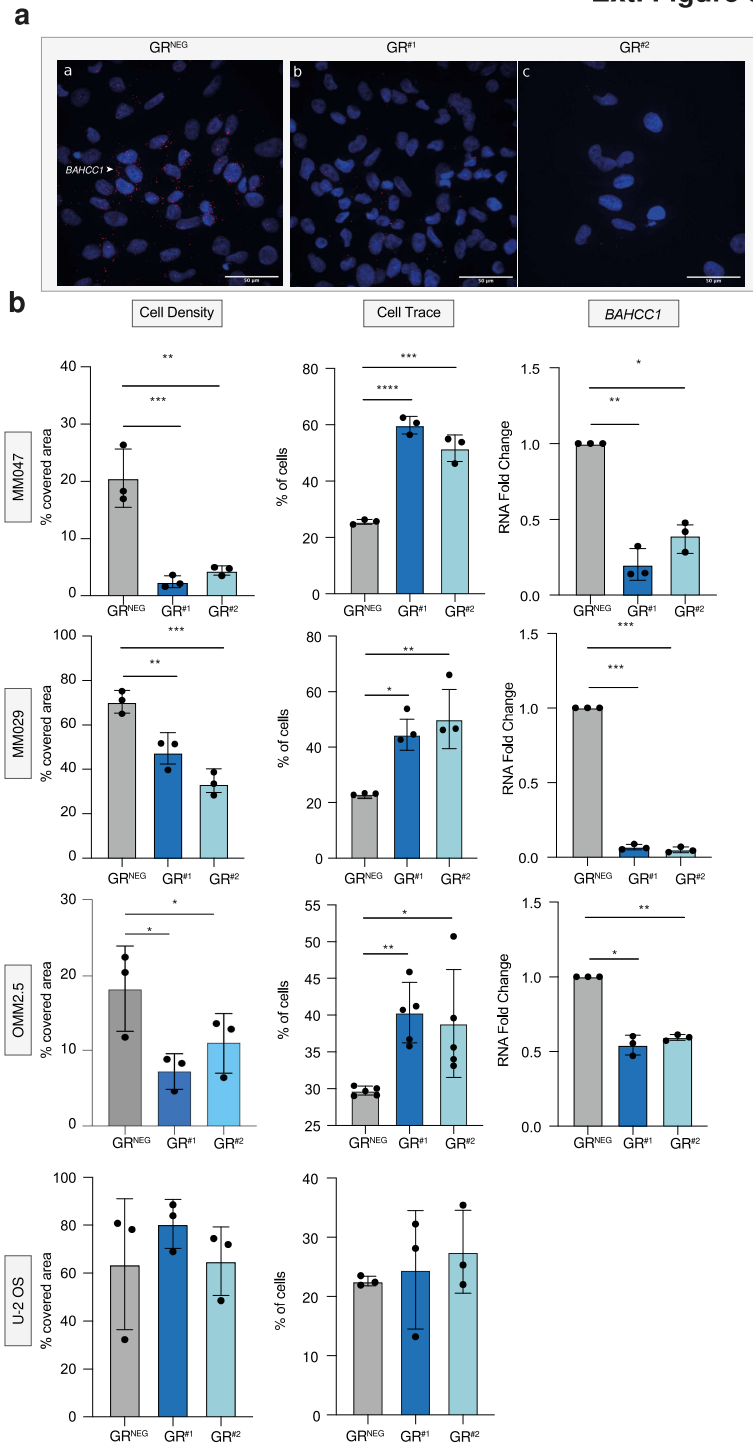 a
GR^NEG GR^#1 GR^#2
a b c
BAHCC1
50 µm 50 µm 50 µm
b
Cell Density Cell Trace BAHCC1
MM047
% covered area
40
30
20
10
0
** ***
GR^NEG GR^#1 GR^#2
% of cells
80
60
40
20
0
*** ****
GR^NEG GR^#1 GR^#2
RNA Fold Change
1.5
1.0
0.5
0.0
* **
GR^NEG GR^#1 GR^#2
MM029
% covered area
100
80
60
40
20
0
*** **
GR^NEG GR^#1 GR^#2
% of cells
80
60
40
20
0
** *
GR^NEG GR^#1 GR^#2
RNA Fold Change
1.5
1.0
0.5
0.0
*** ***
GR^NEG GR^#1 GR^#2
OMM2.5
% covered area
30
20
10
0
* *
GR^NEG GR^#1 GR^#2
% of cells
55
50
45
40
35
30
25
* **
GR^NEG GR^#1 GR^#2
RNA Fold Change
1.5
1.0
0.5
0.0
** *
GR^NEG GR^#1 GR^#2
U-2 OS
% covered area
100
80
60
40
20
0
GR^NEG GR^#1 GR^#2
% of cells
40
30
20
10
0
GR^NEG GR^#1 GR^#2